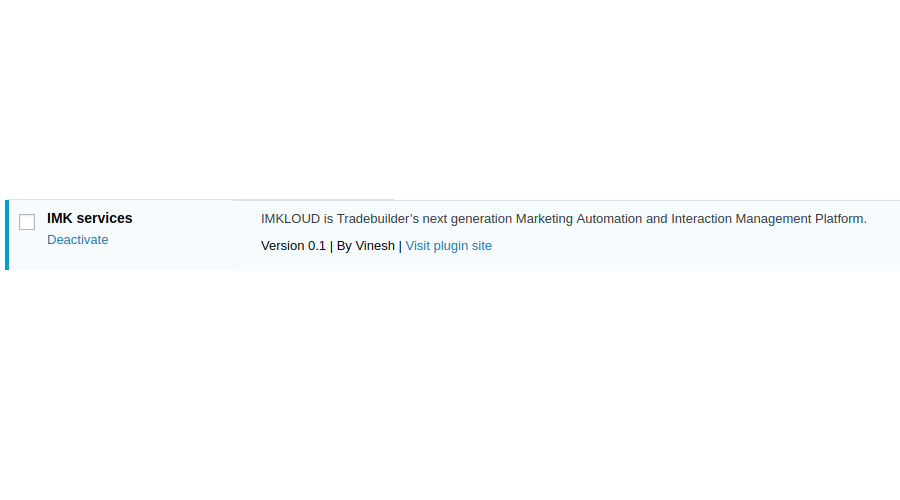 IMK services
Deactivate
IMKLOUD is Tradebuilder’s next generation Marketing Automation and Interaction Management Platform.
Version 0.1 | By Vinesh | Visit plugin site